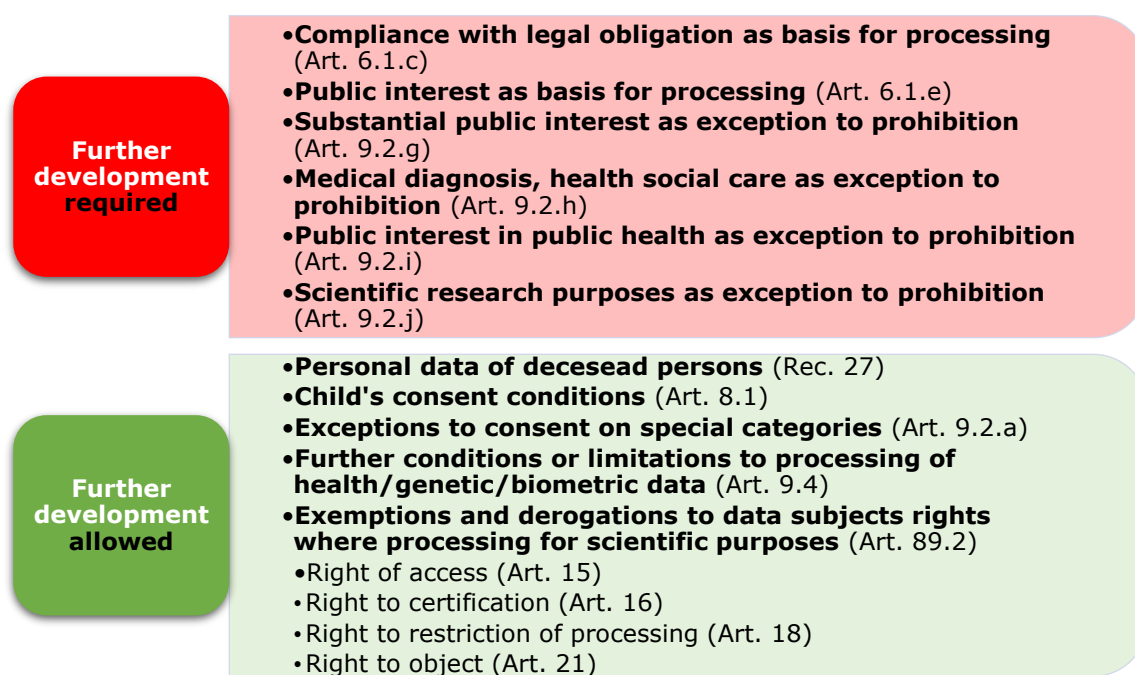 Further
development
required
•Compliance with legal obligation as basis for processing
(Art. 6.1.c)
•Public interest as basis for processing (Art. 6.1.e)
•Substantial public interest as exception to prohibition
(Art. 9.2.g)
•Medical diagnosis, health social care as exception to
prohibition (Art. 9.2.h)
•Public interest in public health as exception to prohibition
(Art. 9.2.i)
•Scientific research purposes as exception to prohibition
(Art. 9.2.j)
Further
development
allowed
•Personal data of decesead persons (Rec. 27)
•Child's consent conditions (Art. 8.1)
•Exceptions to consent on special categories (Art. 9.2.a)
•Further conditions or limitations to processing of
health/genetic/biometric data (Art. 9.4)
•Exemptions and derogations to data subjects rights
where processing for scientific purposes (Art. 89.2)
•Right of access (Art. 15)
•Right to certification (Art. 16)
•Right to restriction of processing (Art. 18)
•Right to object (Art. 21)